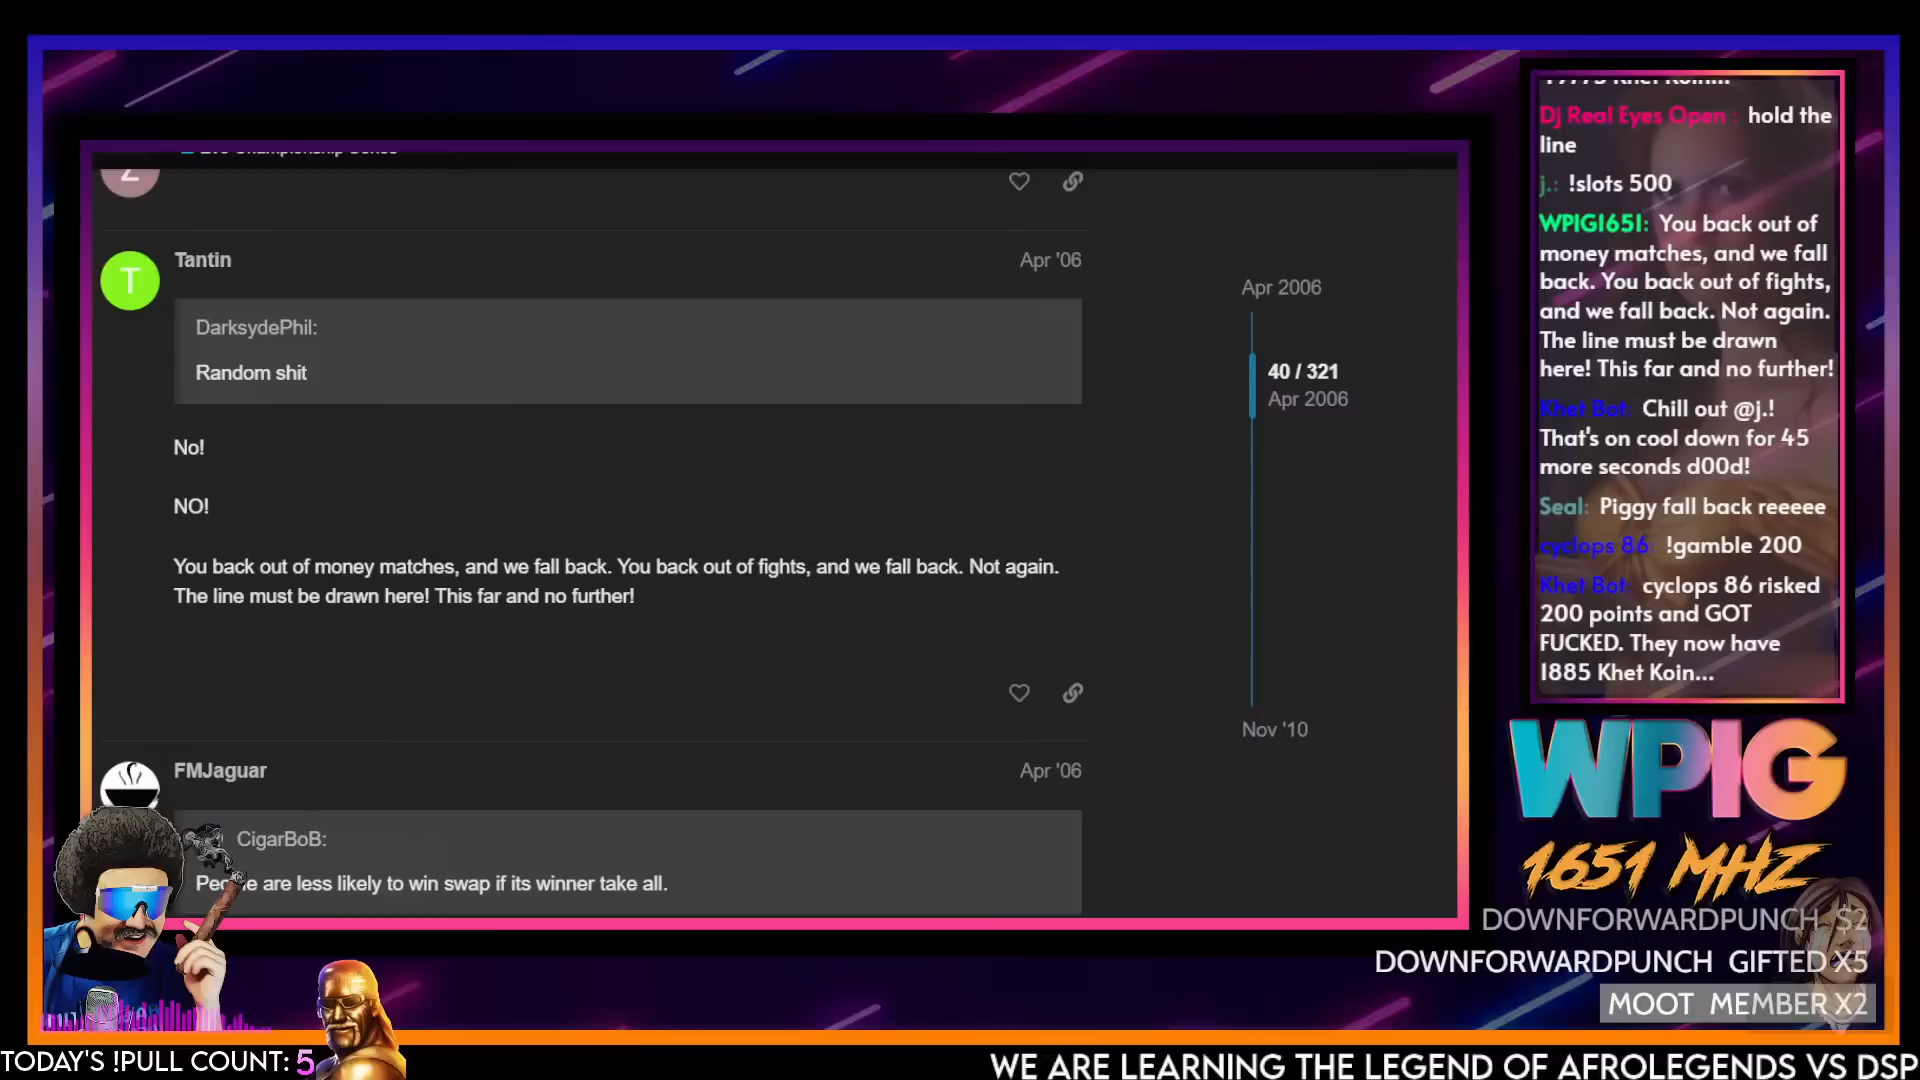 Evo Championship Series
Z
Tantin
Apr '06
T
DarksydePhil:
Random shit
No!
NO!
You back out of money matches, and we fall back. You back out of fights, and we fall back. Not again.
The line must be drawn here! This far and no further!
FMJaguar
Apr '06
CigarBoB:
are less likely to win swap if its winner take all.
Apr 2006
40 / 321
Apr 2006
Nov '10
Dj Real Eyes Open : hold the
line
j.: !slots 500
WPIG1651: You back out of
money matches, and we fall
back. You back out of fights,
and we fall back. Not again.
The line must be drawn
here! This far and no further!
Khet Bot: Chill out @j.!
That's on cool down for 45
more seconds d00d!
Seal: Piggy fall back reeeee
cyclops 86 !gamble 200
Khet Bot: cyclops 86 risked
200 points and GOT
FUCKED. They now have
1885 Khet Koin...
WPIG
1651 MHZ
DOWNFORWARDPUNCH $2
DOWNFORWARDPUNCH GIFTED X5
MOOT MEMBER X2
TODAY'S !PULL COUNT: 5
WE ARE LEARNING THE LEGEND OF AFROLEGENDS VS DSP